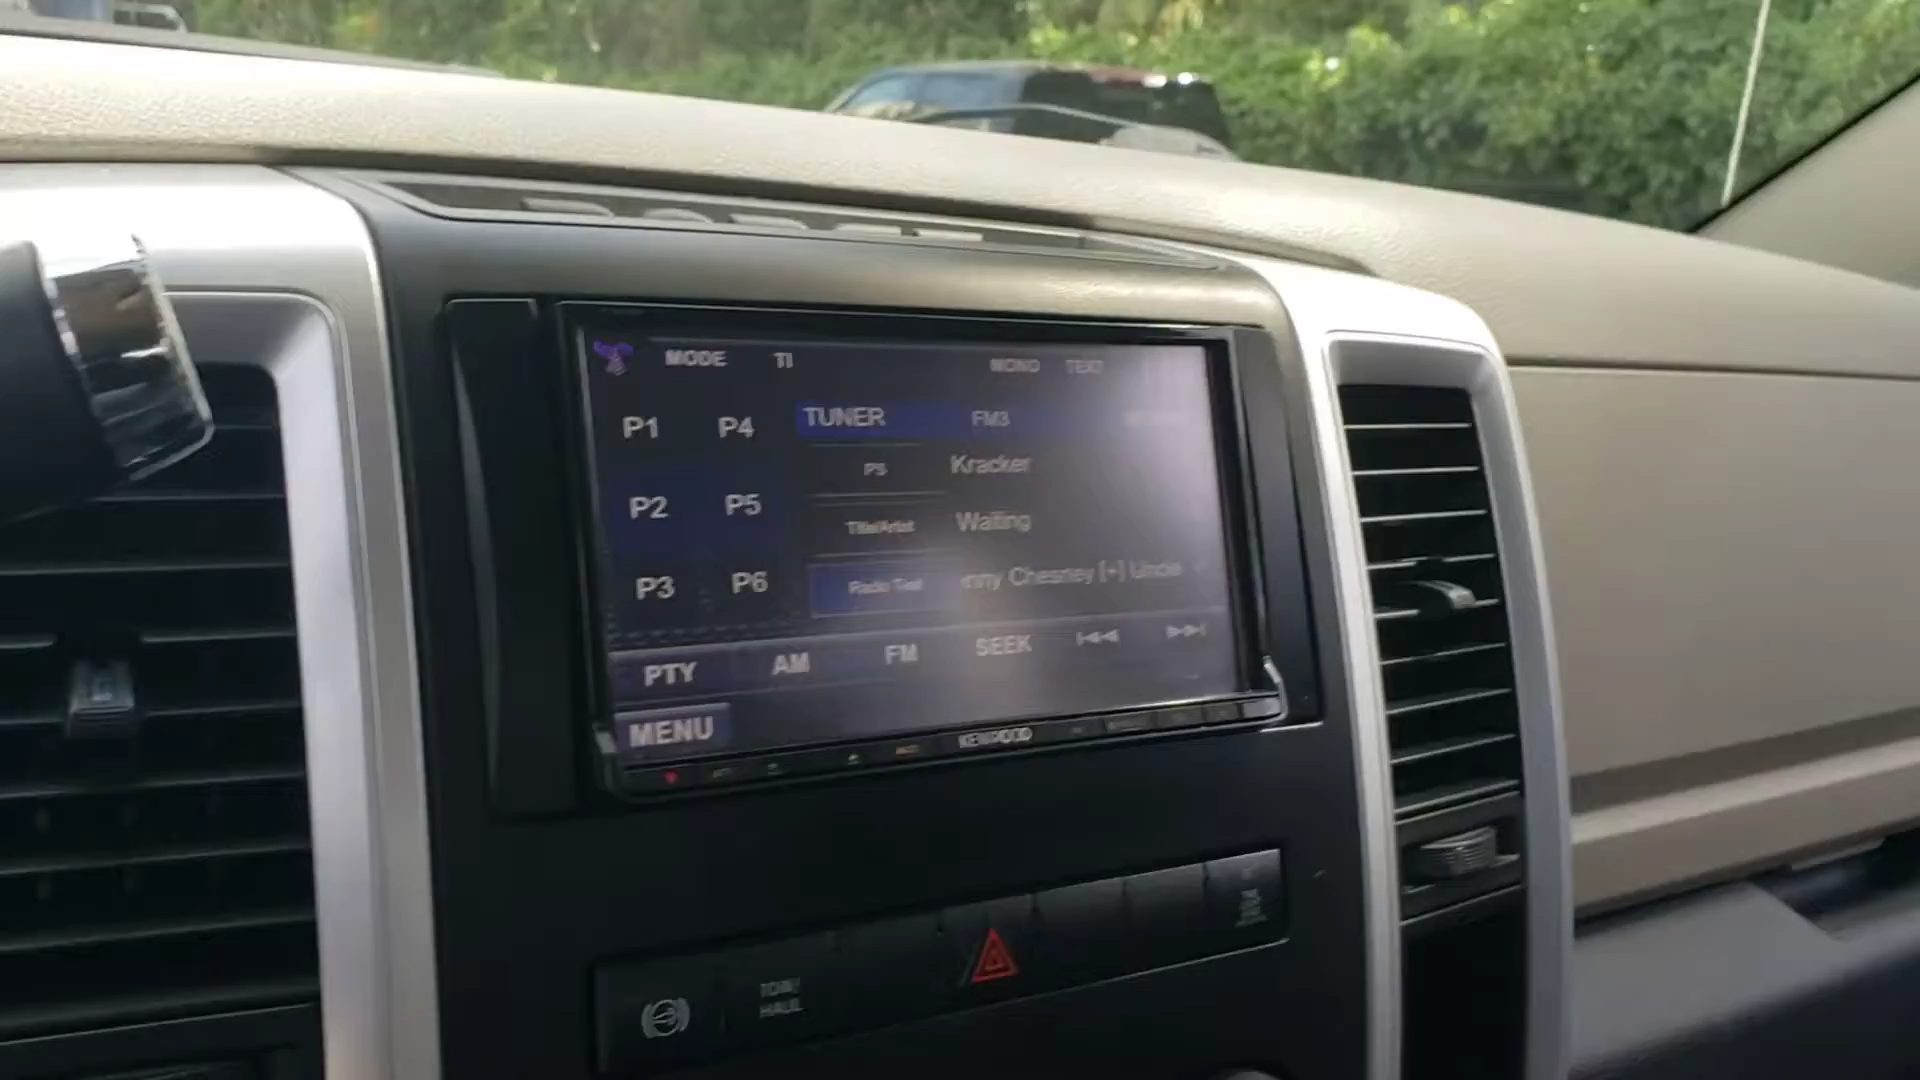 MODE TI MONO TEXT
P1 P4 TUNER FM3
PS Kracker
P2 P5
Title/Artist Waiting
P3 P6 Radio Text nny Chesney [+] Uncle
PTY AM FM SEEK
MENU
KENWOOD
TOW/
HAUL